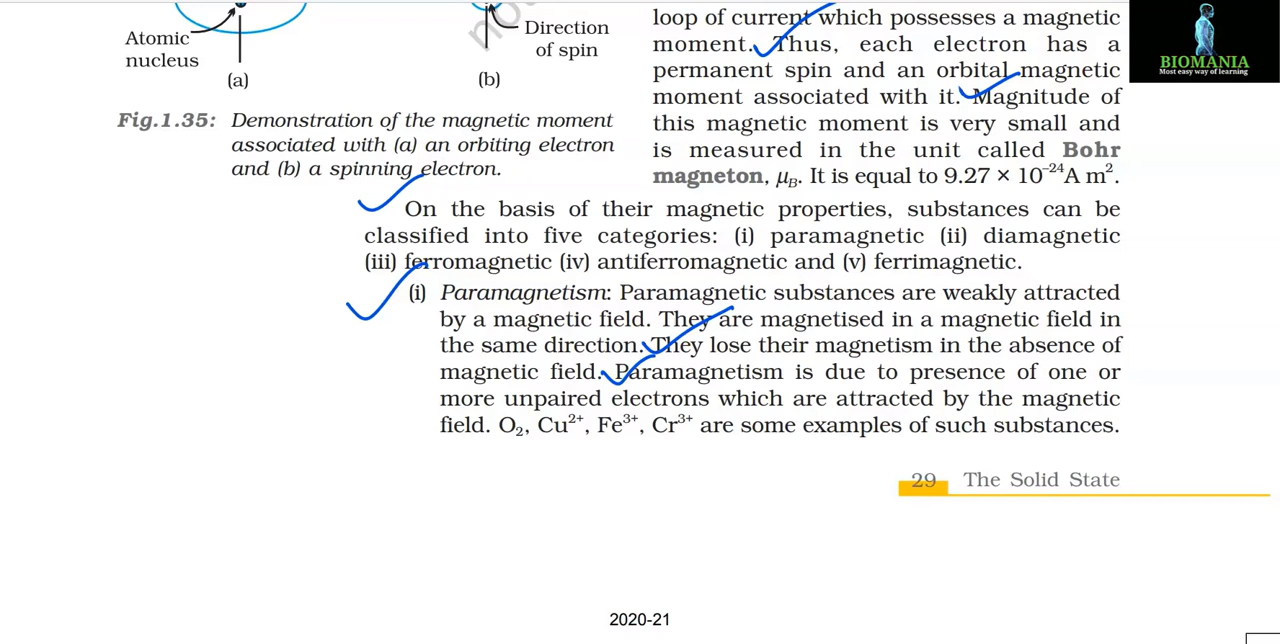 Atomic
nucleus
(a)
Direction
of spin
(b)
Fig.1.35: Demonstration of the magnetic moment
associated with (a) an orbiting electron
and (b) a spinning electron.
loop of current which possesses a magnetic
moment. Thus, each electron has a
permanent spin and an orbital magnetic
moment associated with it. Magnitude of
this magnetic moment is very small and
is measured in the unit called Bohr
magneton, μB. It is equal to 9.27 × 10⁻²⁴A m².
On the basis of their magnetic properties, substances can be
classified into five categories: (i) paramagnetic (ii) diamagnetic
(iii) ferromagnetic (iv) antiferromagnetic and (v) ferrimagnetic.
(i) Paramagnetism: Paramagnetic substances are weakly attracted
by a magnetic field. They are magnetised in a magnetic field in
the same direction. They lose their magnetism in the absence of
magnetic field. Paramagnetism is due to presence of one or
more unpaired electrons which are attracted by the magnetic
field. O₂, Cu²⁺, Fe³⁺, Cr³⁺ are some examples of such substances.
29 The Solid State
2020-21
BIOMANIA
Most easy way of learning